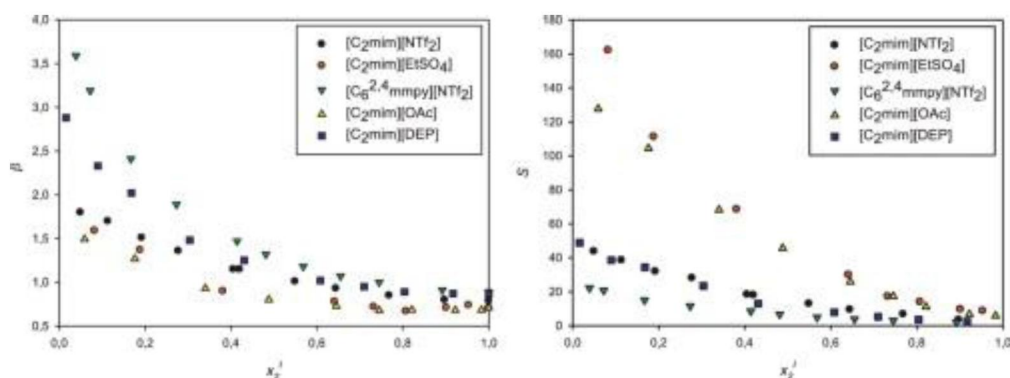 4,0
3,5
3,0
2,5
2,0
1,5
1,0
0,5
β
0,0
0,2
0,4
0,6
0,8
1,0
[C₂mim][NTf₂]
[C₂mim][EtSO₄]
[C₆²,⁴mmpy][NTf₂]
[C₂mim][OAc]
[C₂mim][DEP]
180
160
140
120
100
80
60
40
20
0
S
0,0
0,2
0,4
0,6
0,8
1,0
[C₂mim][NTf₂]
[C₂mim][EtSO₄]
[C₆²,⁴mmpy][NTf₂]
[C₂mim][OAc]
[C₂mim][DEP]